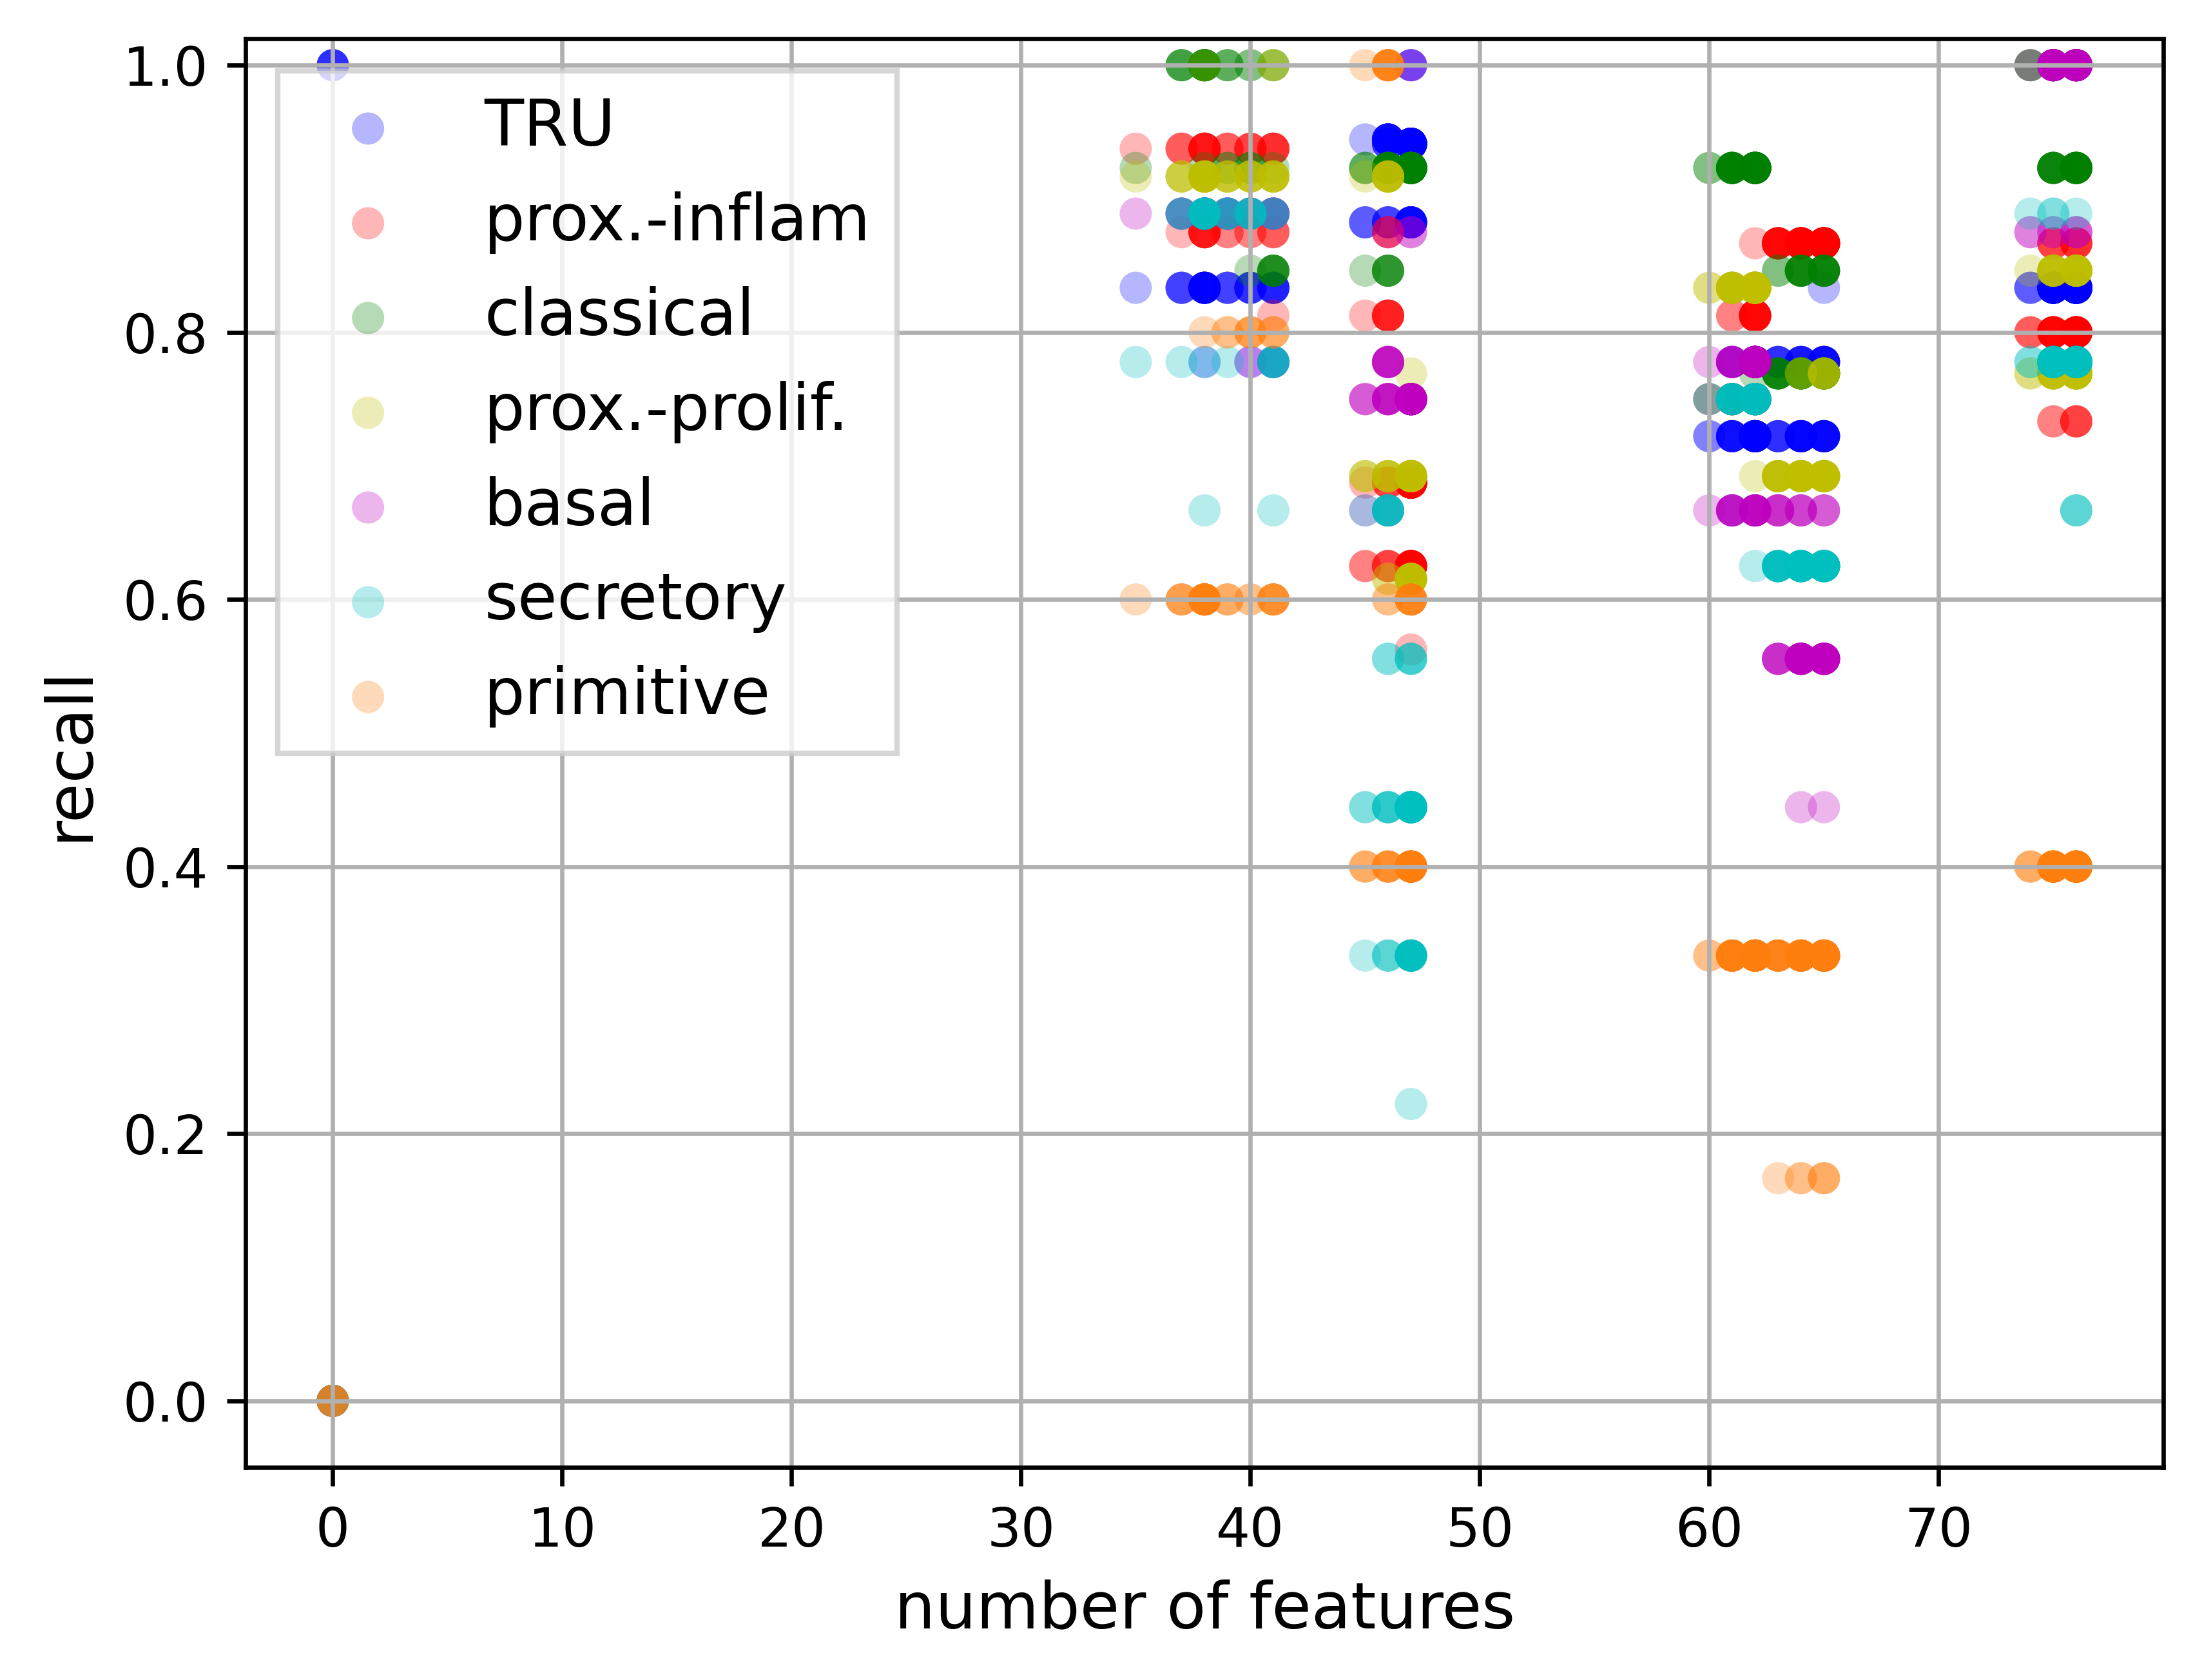 1.0
0.8
0.6
0.4
0.2
0.0
recall
TRU
prox.-inflam
classical
prox.-prolif.
basal
secretory
primitive
0 10 20 30 40 50 60 70
number of features